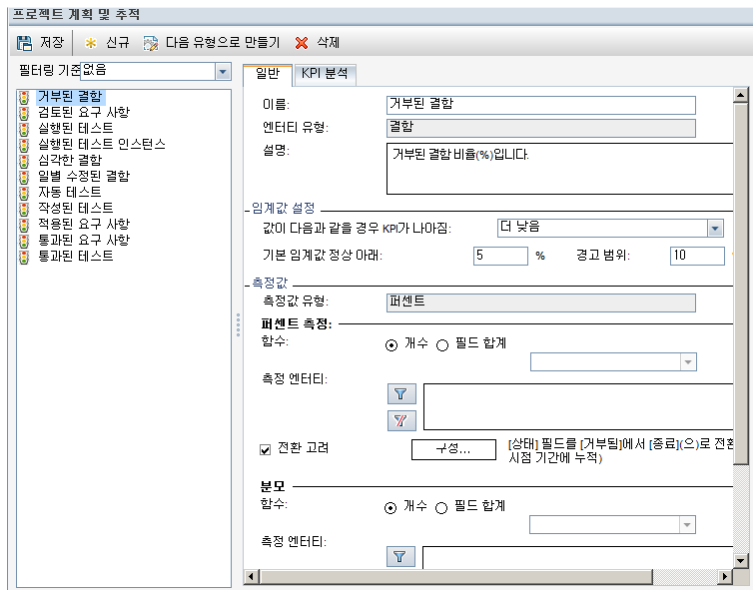 프로젝트 계획 및 추적
저장 신규 다음 유형으로 만들기 삭제
필터링 기준 없음
거부된 결함
검토된 요구 사항
실행된 테스트
실행된 테스트 인스턴스
심각한 결함
일별 수정된 결함
자동 테스트
작성된 테스트
적용된 요구 사항
통과된 요구 사항
통과된 테스트
일반 KPI 분석
이름: 거부된 결함
엔터티 유형: 결함
설명: 거부된 결함 비율(%)입니다.
임계값 설정
값이 다음과 같을 경우 KPI가 나아짐: 더 낮음
기본 임계값 정상 아래: 5 % 경고 범위: 10
측정값
측정값 유형: 퍼센트
퍼센트 측정:
함수: 개수 필드 합계
측정 엔터티:
전환 고려 구성... [상태] 필드를 [거부됨]에서 [종료](으)로 전환
시점 기간에 누적)
분모
함수: 개수 필드 합계
측정 엔터티: